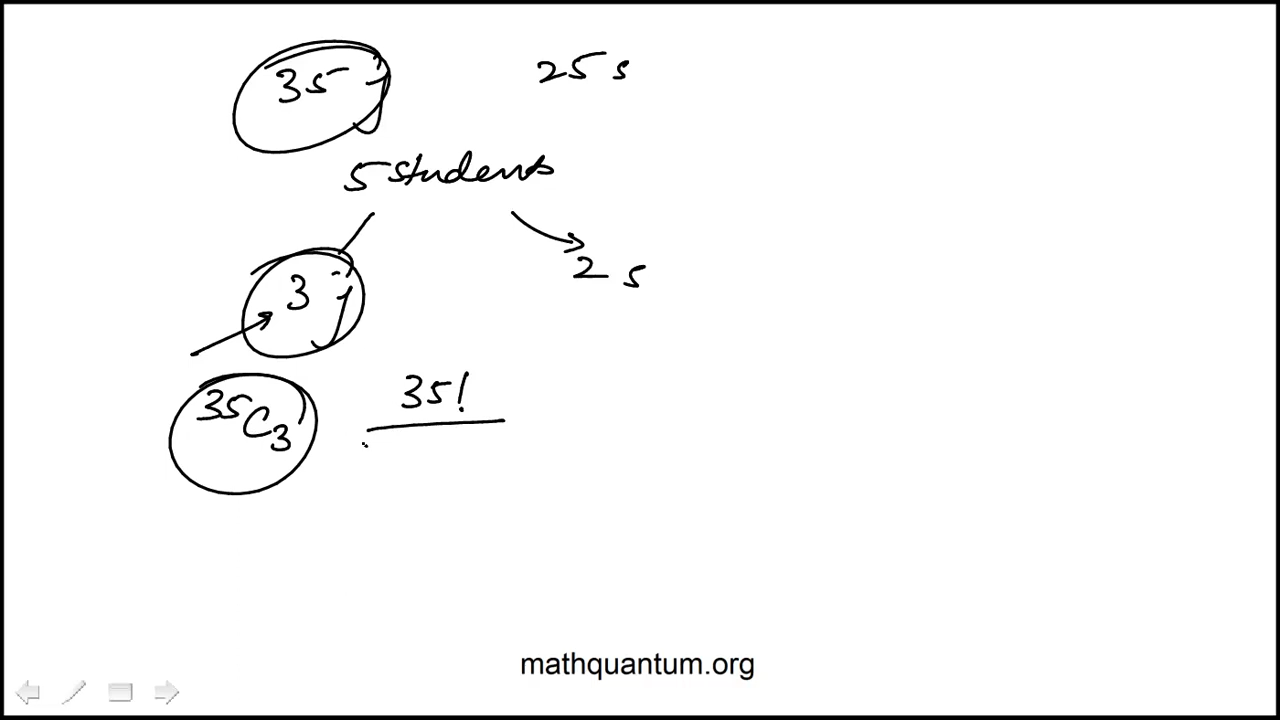 35 j 25 s
5 students
3 j 2 s
35C3 35!
mathquantum.org